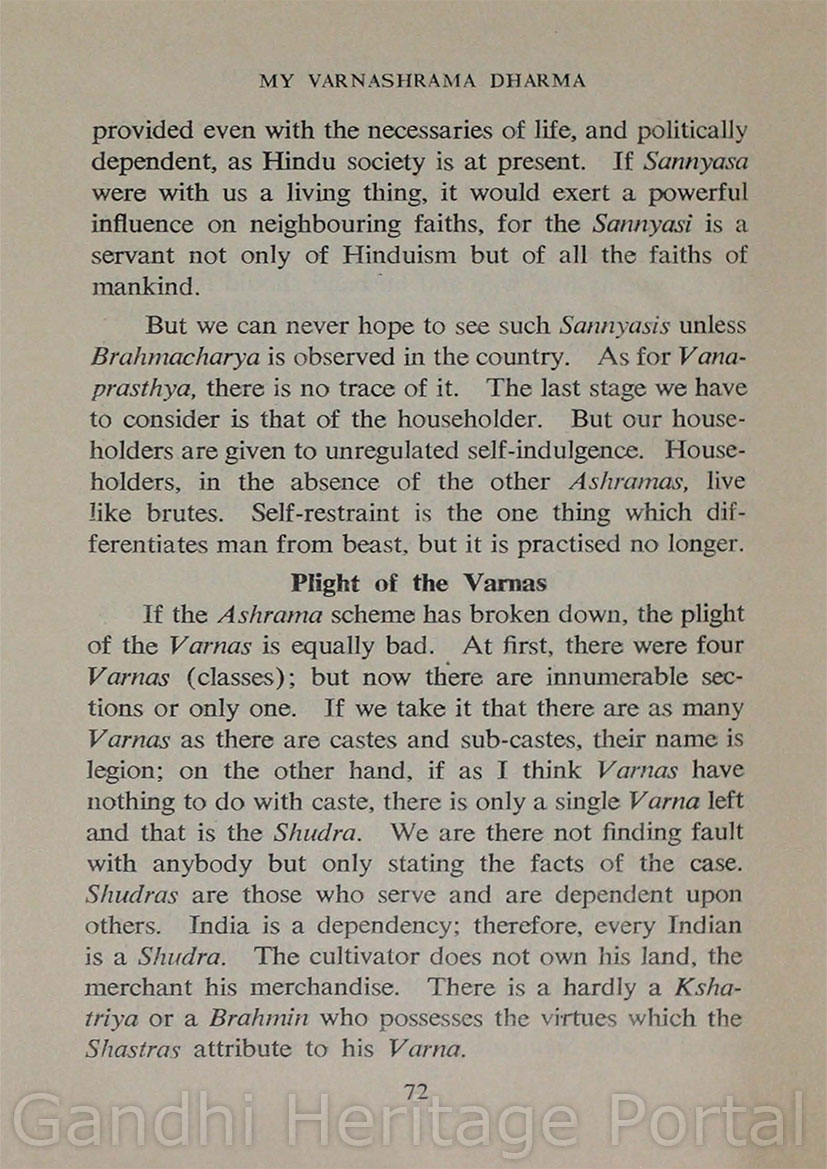 MY VARNASHRAMA DHARMA
provided even with the necessaries of life, and politically
dependent, as Hindu society is at present. If Sannyasa
were with us a living thing, it would exert a powerful
influence on neighbouring faiths, for the Sannyasi is a
servant not only of Hinduism but of all the faiths of
mankind.
But we can never hope to see such Sannyasis unless
Brahmacharya is observed in the country. As for Vana-
prasthya, there is no trace of it. The last stage we have
to consider is that of the householder. But our house-
holders are given to unregulated self-indulgence. House-
holders, in the absence of the other Ashramas, live
like brutes. Self-restraint is the one thing which dif-
ferentiates man from beast, but it is practised no longer.
Plight of the Varnas
If the Ashrama scheme has broken down, the plight
of the Varnas is equally bad. At first, there were four
Varnas (classes); but now there are innumerable sec-
tions or only one. If we take it that there are as many
Varnas as there are castes and sub-castes, their name is
legion; on the other hand, if as I think Varnas have
nothing to do with caste, there is only a single Varna left
and that is the Shudra. We are there not finding fault
with anybody but only stating the facts of the case.
Shudras are those who serve and are dependent upon
others. India is a dependency; therefore, every Indian
is a Shudra. The cultivator does not own his land, the
merchant his merchandise. There is a hardly a Ksha-
triya or a Brahmin who possesses the virtues which the
Shastras attribute to his Varna.
72
Gandhi Heritage Portal